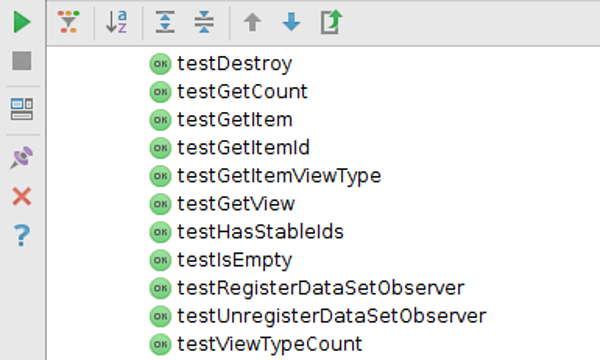 a
z
OK testDestroy
OK testGetCount
OK testGetItem
OK testGetItemId
OK testGetItemViewType
OK testGetView
OK testHasStableIds
OK testIsEmpty
OK testRegisterDataSetObserver
OK testUnregisterDataSetObserver
OK testViewTypeCount
?